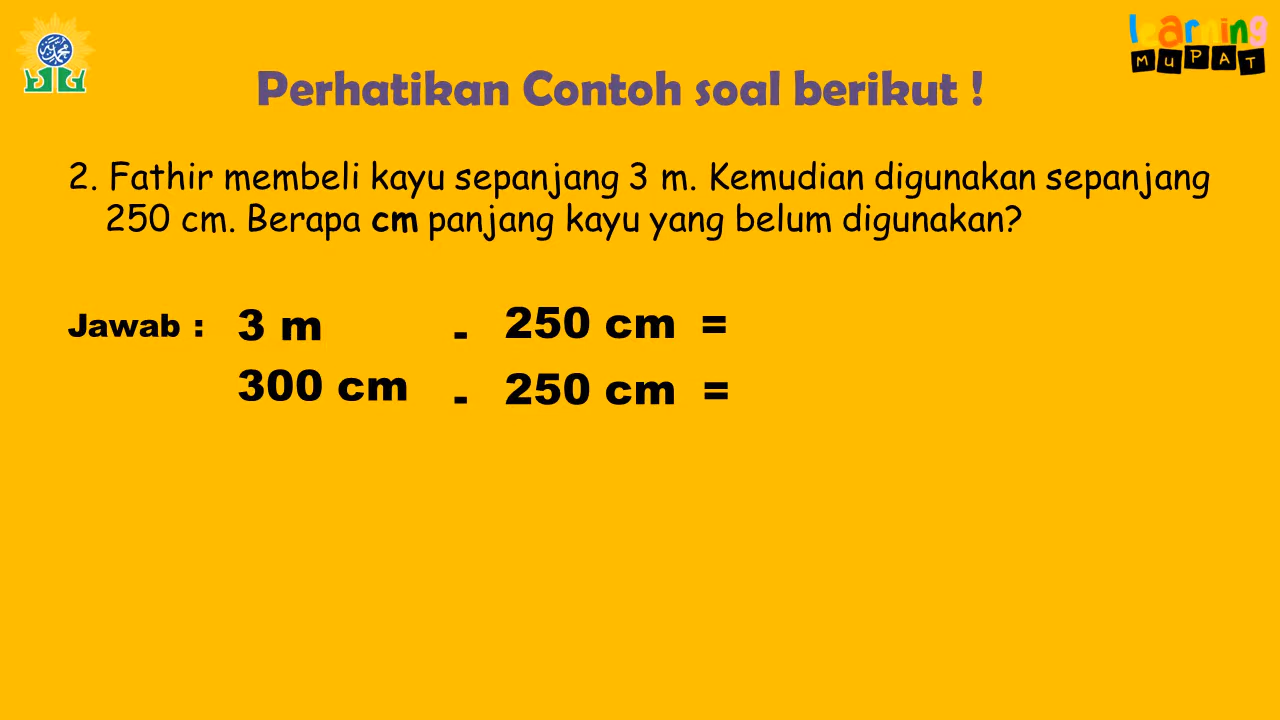 learning
MUPAT
Perhatikan Contoh soal berikut !
2. Fathir membeli kayu sepanjang 3 m. Kemudian digunakan sepanjang
250 cm. Berapa cm panjang kayu yang belum digunakan?
Jawab : 3 m - 250 cm =
300 cm - 250 cm =